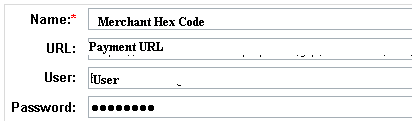 Name:* Merchant Hex Code
URL: Payment URL
User: User
Password: ●●●●●●●●